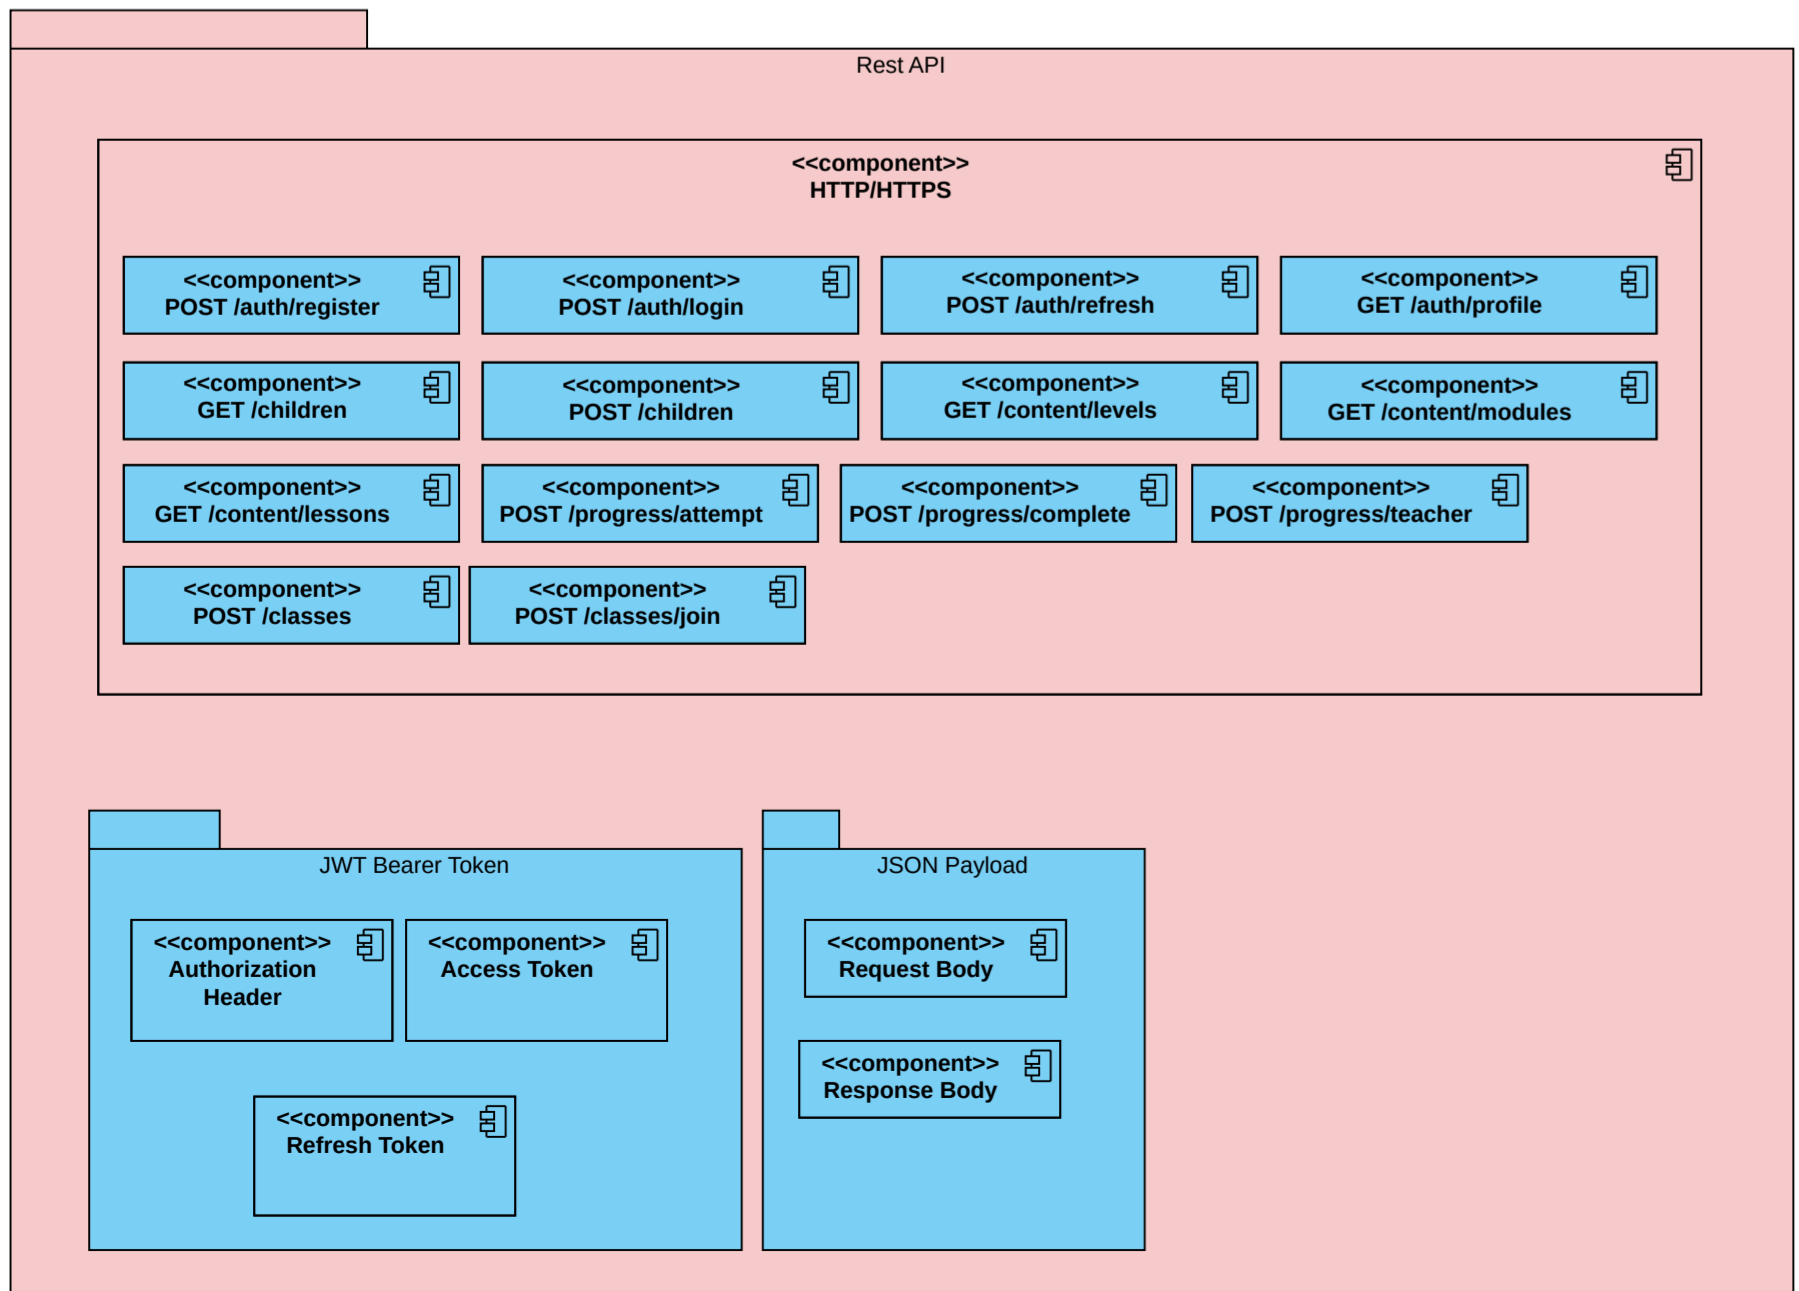 Rest API
<<component>>
HTTP/HTTPS
<<component>>
POST /auth/register
<<component>>
POST /auth/login
<<component>>
POST /auth/refresh
<<component>>
GET /auth/profile
<<component>>
GET /children
<<component>>
POST /children
<<component>>
GET /content/levels
<<component>>
GET /content/modules
<<component>>
GET /content/lessons
<<component>>
POST /progress/attempt
<<component>>
POST /progress/complete
<<component>>
POST /progress/teacher
<<component>>
POST /classes
<<component>>
POST /classes/join
JWT Bearer Token
<<component>>
Authorization
Header
<<component>>
Access Token
<<component>>
Refresh Token
JSON Payload
<<component>>
Request Body
<<component>>
Response Body